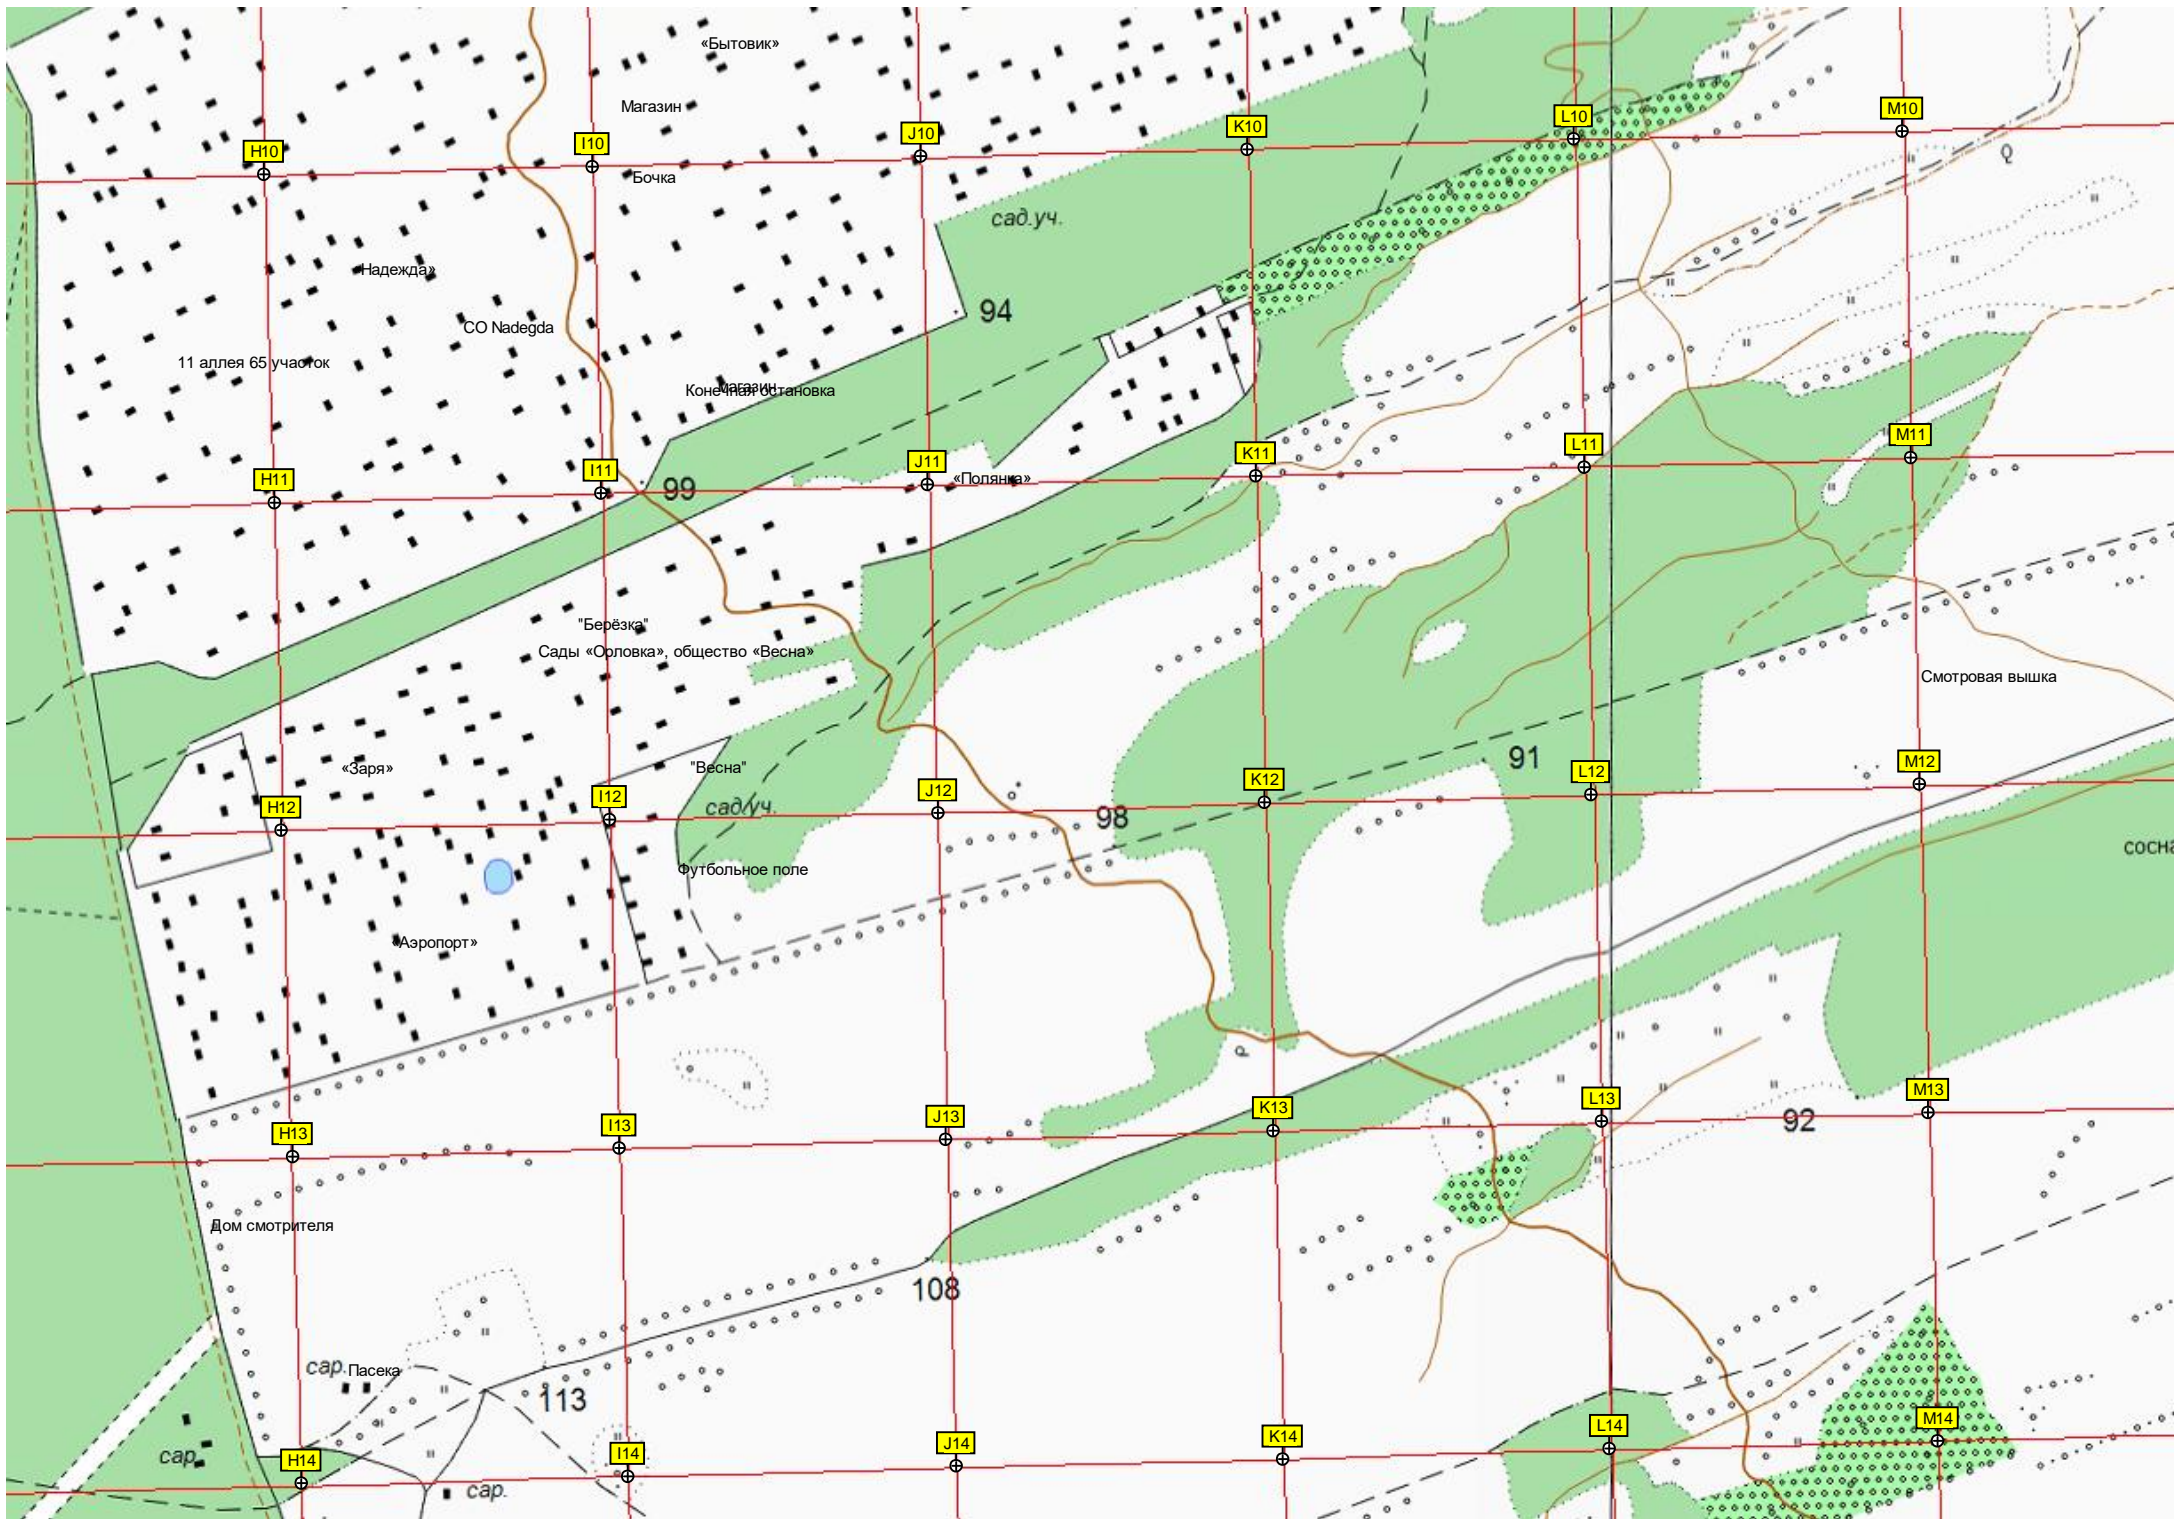 «Бытовик»
Магазин
H10
I10
J10
K10
L10
M10
Бочка
сад.уч.
«Надежда»
94
СО Nadegda
11 аллея 65 участок
Магазин
Конечная остановка
H11
I11
J11
K11
L11
M11
99
«Полянка»
"Берёзка"
Сады «Орловка», общество «Весна»
Смотровая вышка
«Заря»
"Весна"
91
H12
I12
J12
K12
L12
M12
сад.уч.
98
сосна
Футбольное поле
«Аэропорт»
H13
I13
J13
K13
L13
M13
92
Дом смотрителя
108
сар.
Пасека
113
сар.
H14
I14
J14
K14
L14
M14
сар.